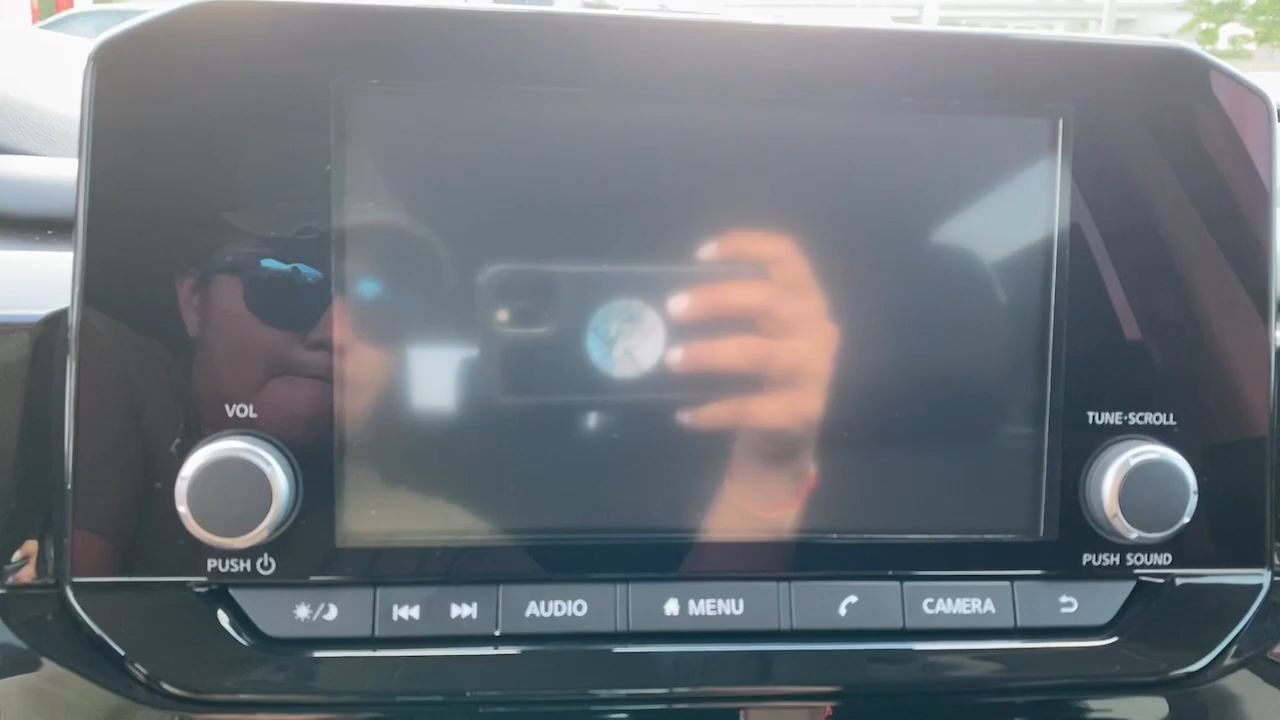 VOL
TUNE·SCROLL
PUSH
PUSH SOUND
AUDIO
MENU
CAMERA